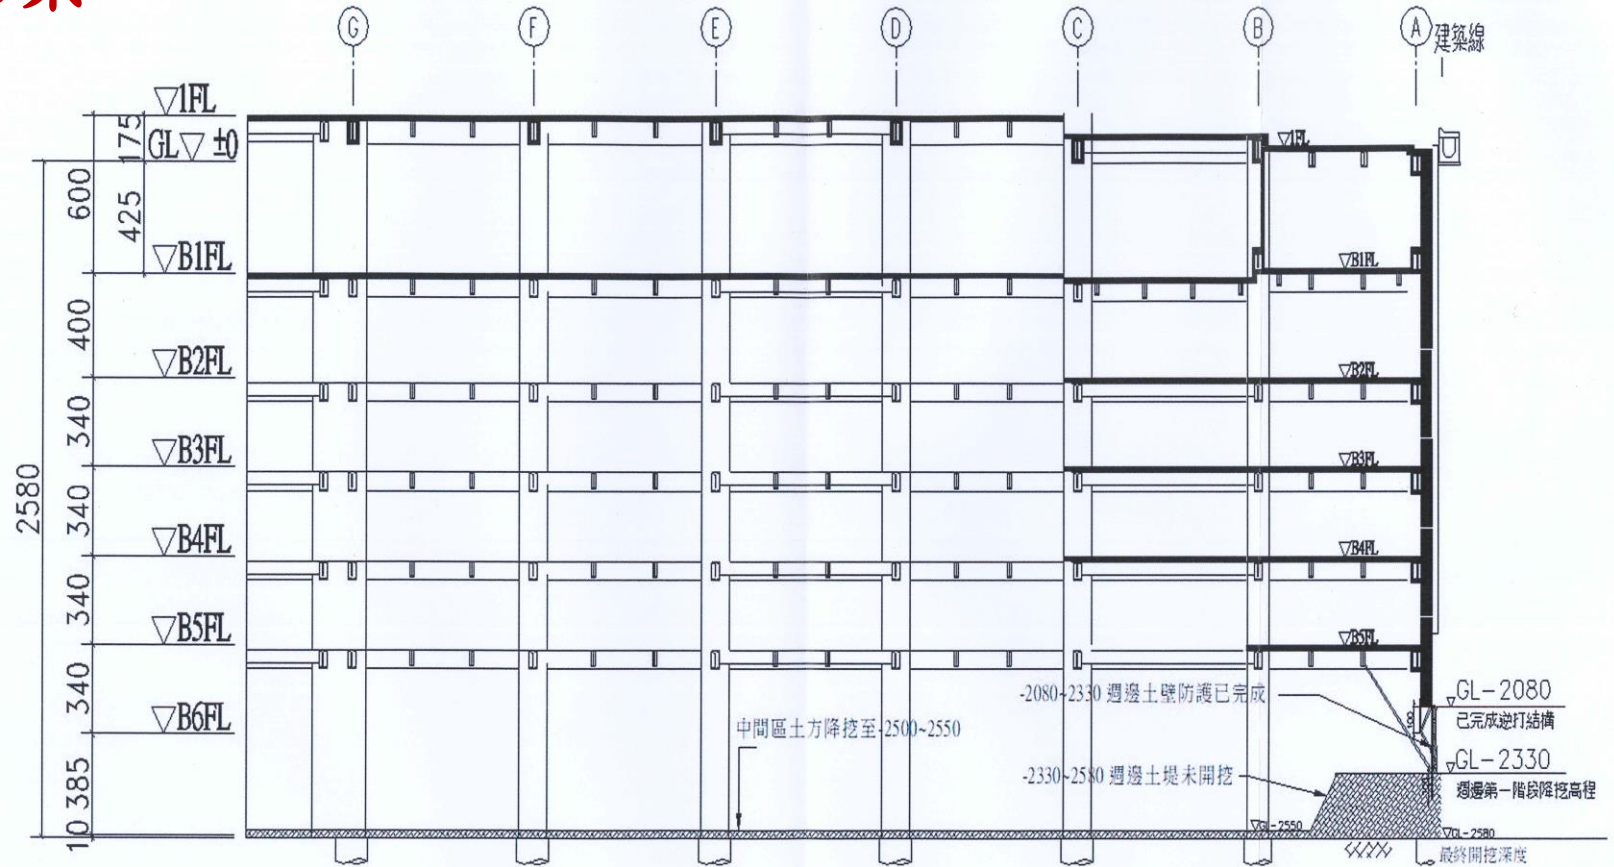 G F E D C B A 建築線
▽1FL
GL▽ ±0
▽B1FL
▽B2FL
▽B3FL
▽B4FL
▽B5FL
▽B6FL
2580
175
600
425
400
340
340
340
340
385
10
▽1FL
▽B1FL
▽B2FL
▽B3FL
▽B4FL
▽B5FL
-2080~2330 週邊土壁防護已完成
中間區土方降挖至-2500~2550
-2330~2580 週邊土堤未開挖
▽GL-2080
已完成逆打結構
▽GL-2330
週邊第一階段降挖高程
▽GL-2550
▽GL-2580
最終開挖深度